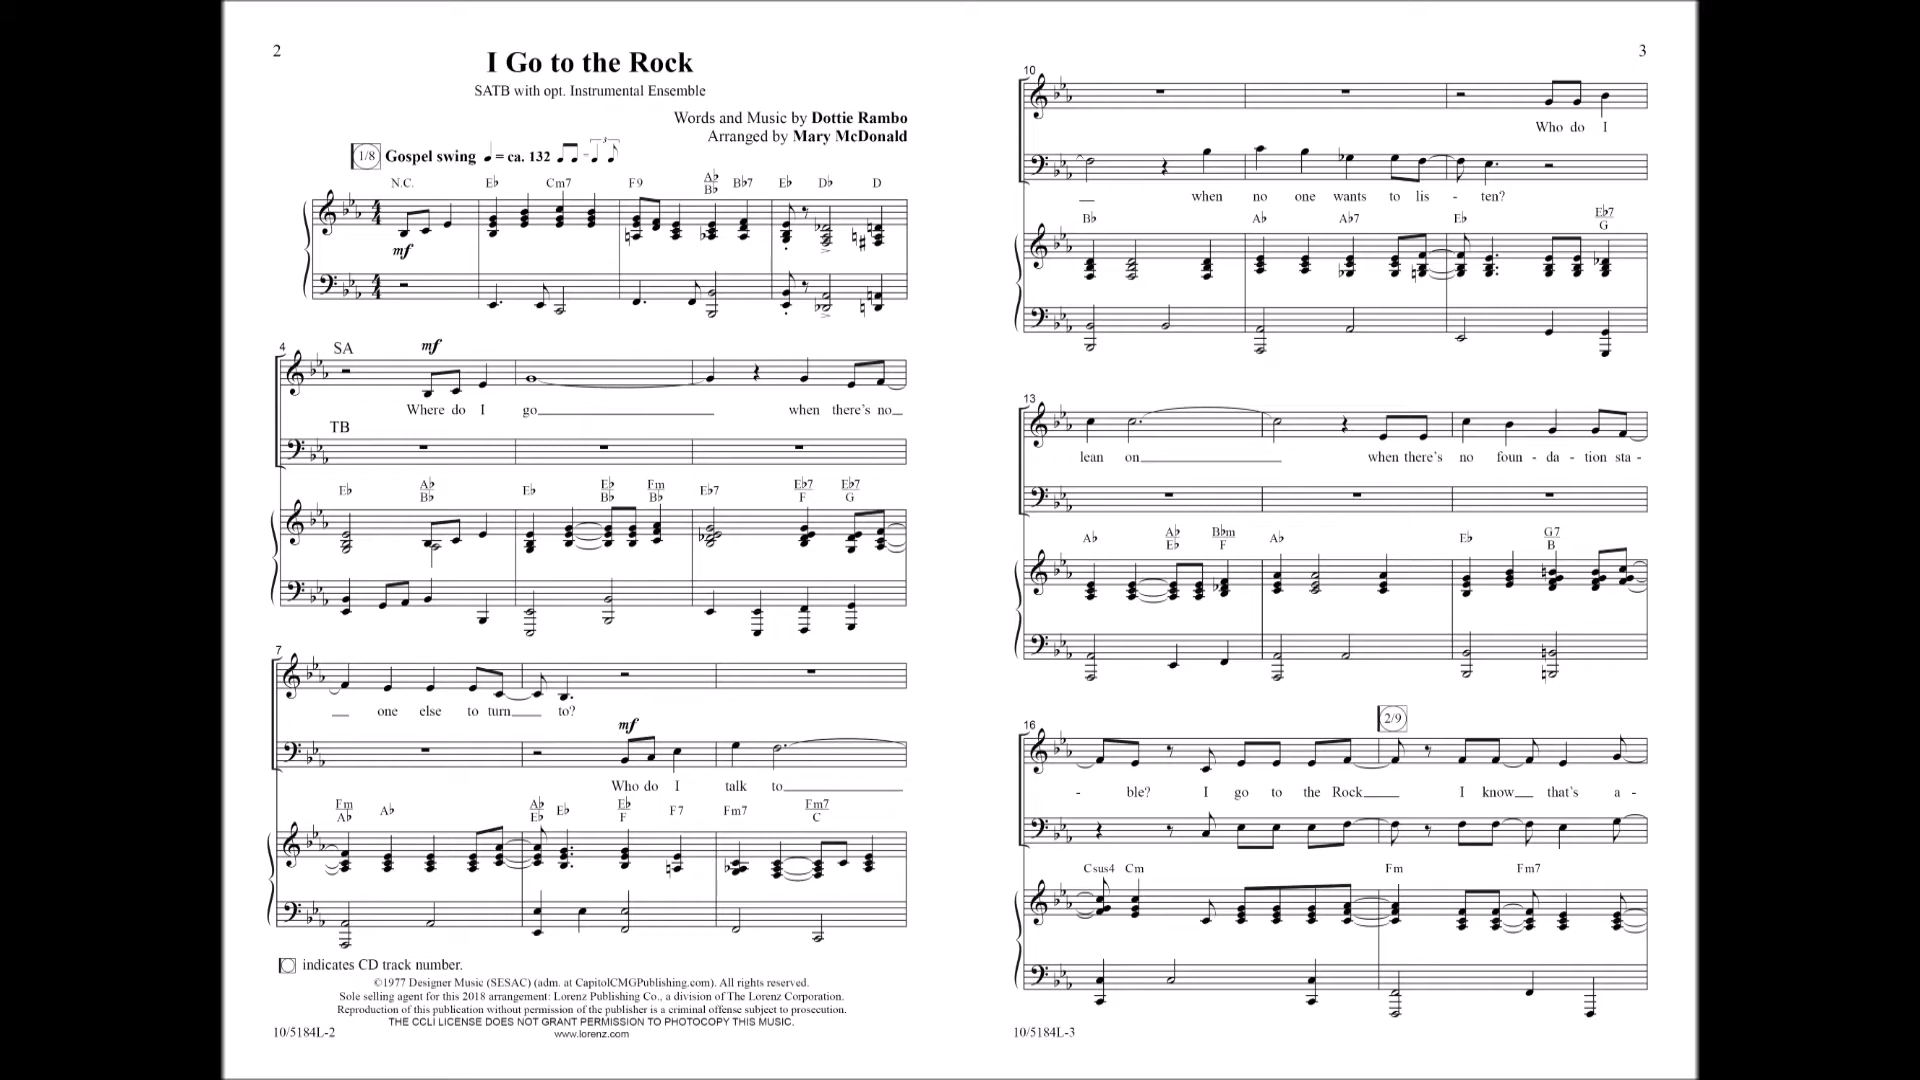 2
I Go to the Rock
SATB with opt. Instrumental Ensemble
Words and Music by Dottie Rambo
Arranged by Mary McDonald
1/8 Gospel swing ♩ = ca. 132
3
N.C. E♭ Cm7 F9 A♭/B♭ B♭7 E♭ D♭ D
mf
4 SA mf
Where do I go when there's no
TB
E♭ A♭/B♭ E♭ E♭/B♭ Fm/B♭ E♭7 E♭7/F E♭7/G
7
one else to turn to?
mf
Who do I talk to
Fm/A♭ A♭ A♭/E♭ E♭ E♭/F F7 Fm7 Fm7/C
indicates CD track number.
©1977 Designer Music (SESAC) (adm. at CapitolCMGPublishing.com). All rights reserved.
Sole selling agent for this 2018 arrangement: Lorenz Publishing Co., a division of The Lorenz Corporation.
Reproduction of this publication without permission of the publisher is a criminal offense subject to prosecution.
THE CCLI LICENSE DOES NOT GRANT PERMISSION TO PHOTOCOPY THIS MUSIC.
www.lorenz.com
10/5184L-2
3
10
Who do I
when no one wants to lis - ten?
B♭ A♭ A♭7 E♭ E♭7/G
13
lean on when there's no foun - da - tion sta -
A♭ A♭/E♭ B♭m/F A♭ E♭ G7/B
16 2/9
- ble? I go to the Rock I know that's a -
Csus4 Cm Fm Fm7
10/5184L-3